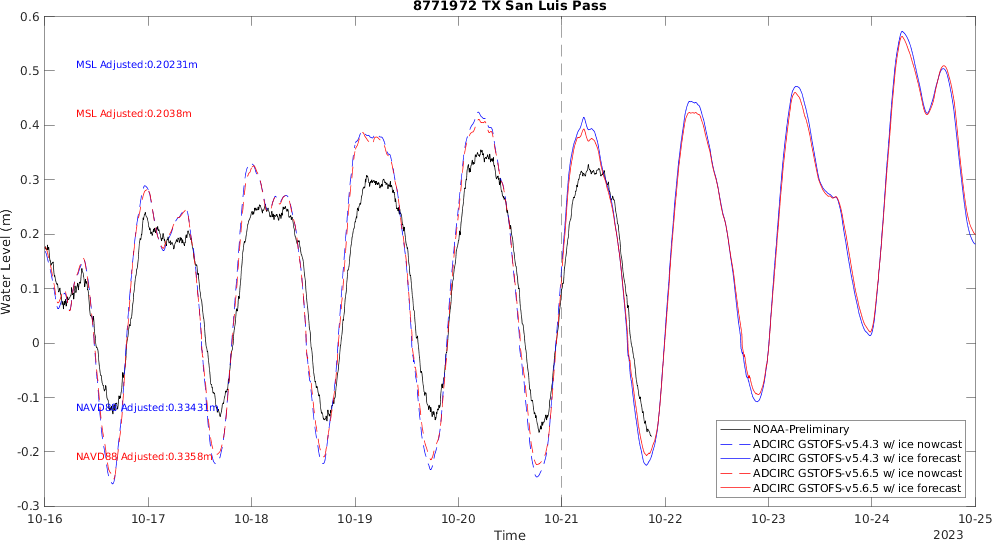 8771972 TX San Luis Pass
0.6
0.5
0.4
0.3
0.2
0.1
0
-0.1
-0.2
-0.3
Water Level (m)
MSL Adjusted:0.20231m
MSL Adjusted:0.2038m
NAVD88 Adjusted:0.33431m
NAVD88 Adjusted:0.3358m
NOAA-Preliminary
ADCIRC GSTOFS-v5.4.3 w/ ice nowcast
ADCIRC GSTOFS-v5.4.3 w/ ice forecast
ADCIRC GSTOFS-v5.6.5 w/ ice nowcast
ADCIRC GSTOFS-v5.6.5 w/ ice forecast
10-16 10-17 10-18 10-19 10-20 10-21 10-22 10-23 10-24 10-25
Time
2023